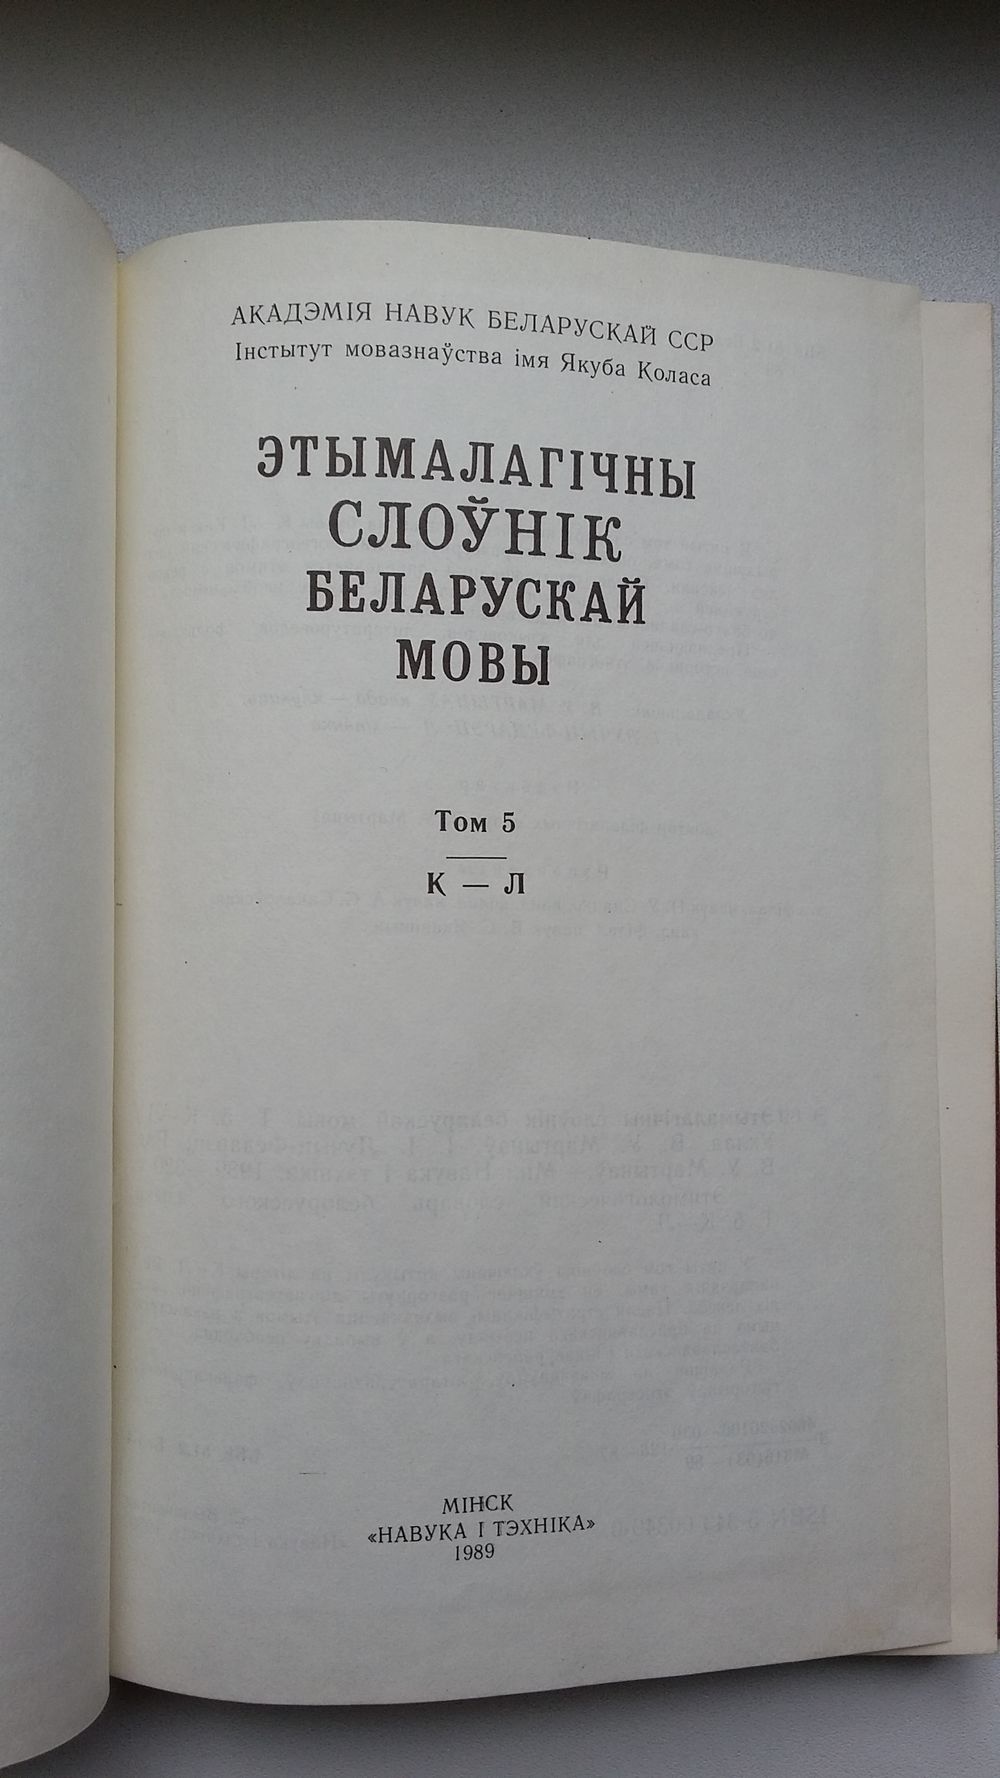 АКАДЭМІЯ НАВУК БЕЛАРУСКАЙ ССР
Інстытут мовазнаўства імя Якуба Коласа
ЭТЫМАЛАГІЧНЫ
СЛОЎНІК
БЕЛАРУСКАЙ
МОВЫ
Том 5
К — Л
МІНСК
«НАВУКА І ТЭХНІКА»
1989